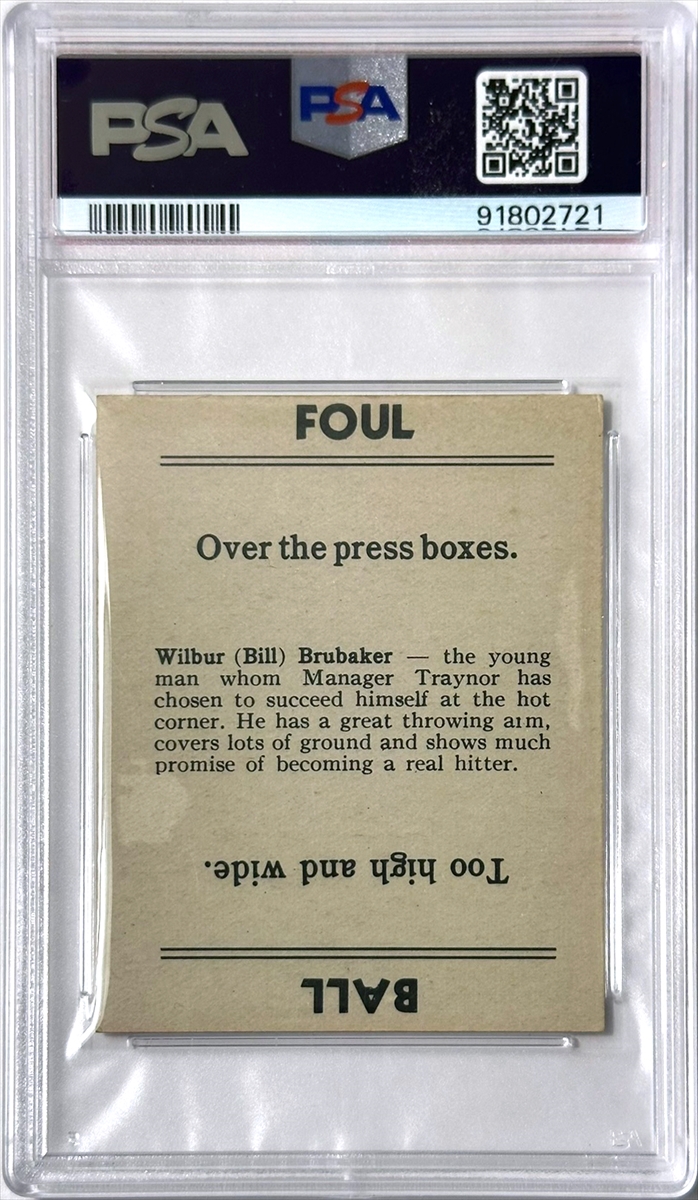 PSA
PSA
91802721
FOUL
Over the press boxes.
Wilbur (Bill) Brubaker — the young
man whom Manager Traynor has
chosen to succeed himself at the hot
corner. He has a great throwing arm,
covers lots of ground and shows much
promise of becoming a real hitter.
Too high and wide.
BALL